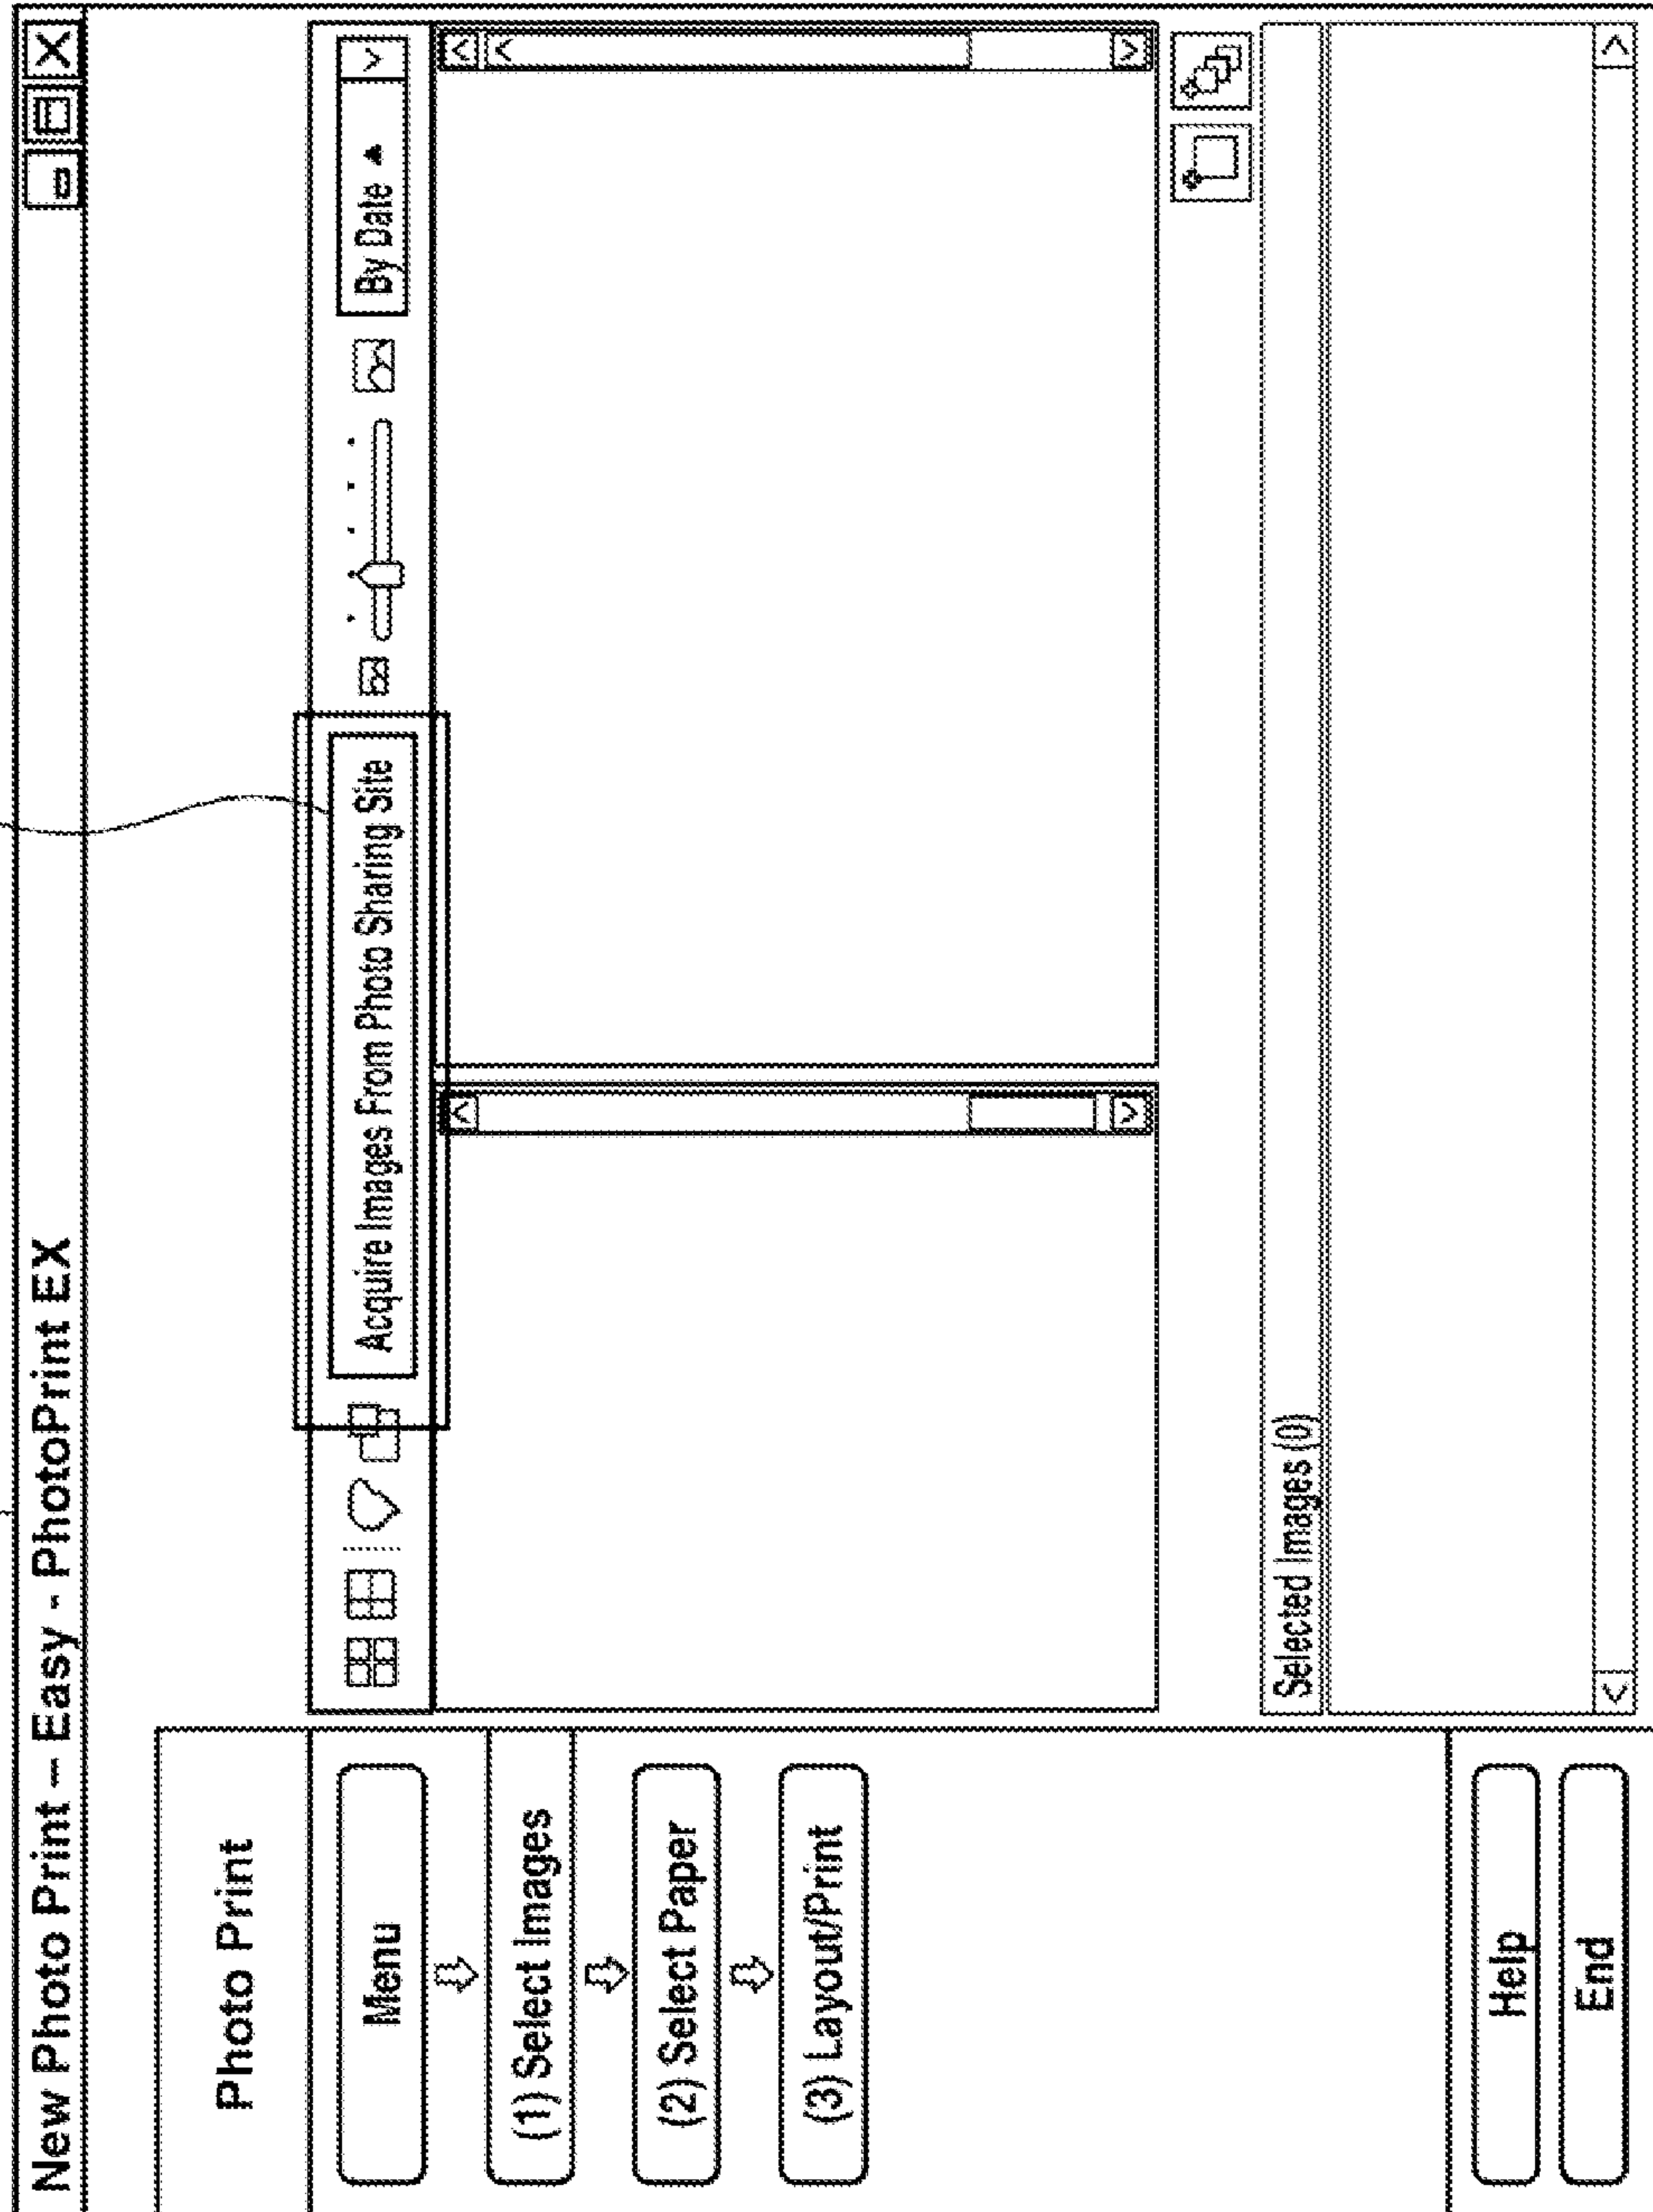 New Photo Print – Easy - PhotoPrint EX
Photo Print
Menu
(1) Select Images
(2) Select Paper
(3) Layout/Print
Help
End
Acquire Images From Photo Sharing Site
By Date ▲
Selected Images (0)